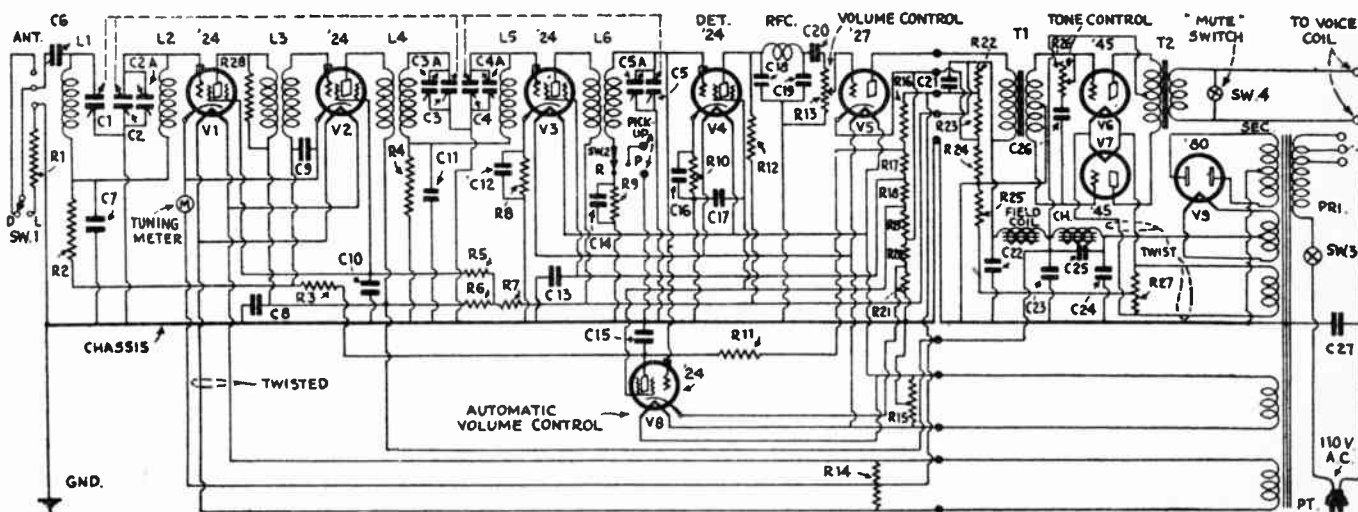 ANT.
C6
L1
L2
'24
R28
L3
'24
L4
L5
'24
L6
DET.
'24
RFC.
C20
VOLUME CONTROL
'27
R22
T1
TONE CONTROL
R26
'45
T2
"MUTE"
SWITCH
TO VOICE
COIL
C2A
C3A
C4A
C5A
C5
C18
C19
R16
C21
SW.4
C1
C2
V1
V2
C3
C4
V3
V4
R13
V5
R23
C26
V6
V7
SEC.
'80
R1
C9
R4
C11
C12
R8
PICK
UP
SW.2
R
P
R9
R10
R12
R17
R24
R18
R25
FIELD
COIL
CH.
'45
V9
PRI.
D
L
SW.1
C7
M
TUNING
METER
C14
C16
C17
R19
R20
C22
C25
TWIST
SW.3
R2
R3
C10
R5
R6
R7
C13
R21
C23
C24
R27
C8
CHASSIS
C15
R11
C27
TWISTED
'24
AUTOMATIC
VOLUME CONTROL
V8
R15
GND.
R14
110 V.
A.C.
PT.